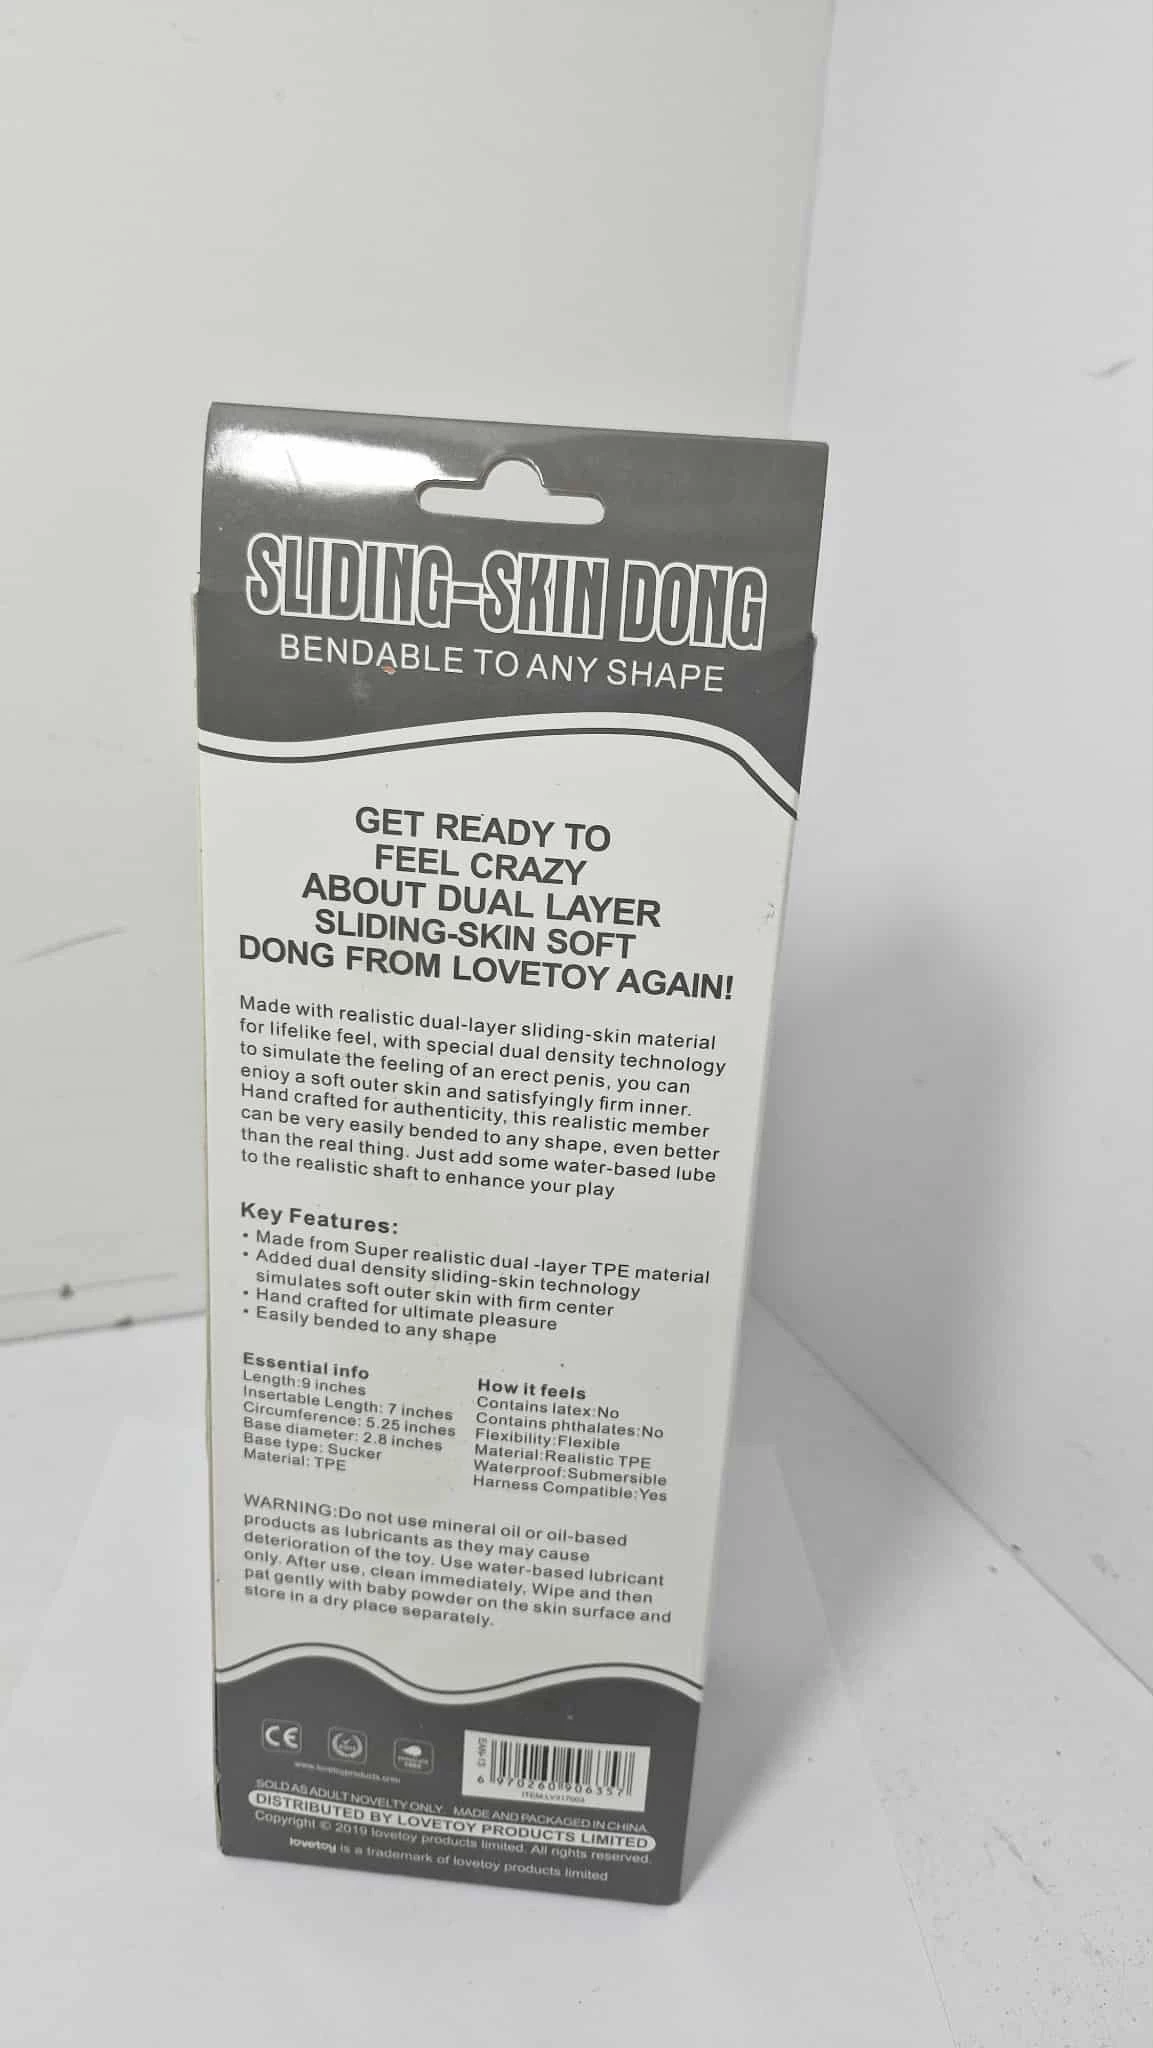 SLIDING-SKIN DONG
BENDABLE TO ANY SHAPE
GET READY TO
FEEL CRAZY
ABOUT DUAL LAYER
SLIDING-SKIN SOFT
DONG FROM LOVETOY AGAIN!
Made with realistic dual-layer sliding-skin material
for lifelike feel, with special dual density technology
to simulate the feeling of an erect penis, you can
enjoy a soft outer skin and satisfyingly firm inner.
Hand crafted for authenticity, this realistic member
can be very easily bended to any shape, even better
than the real thing. Just add some water-based lube
to the realistic shaft to enhance your play
Key Features:
• Made from Super realistic dual -layer TPE material
• Added dual density sliding-skin technology
simulates soft outer skin with firm center
• Hand crafted for ultimate pleasure
• Easily bended to any shape
Essential info
Length:9 inches
Insertable Length: 7 inches
Circumference: 5.25 inches
Base diameter: 2.8 inches
Base type: Sucker
Material: TPE
How it feels
Contains latex:No
Contains phthalates:No
Flexibility:Flexible
Material:Realistic TPE
Waterproof:Submersible
Harness Compatible:Yes
WARNING:Do not use mineral oil or oil-based
products as lubricants as they may cause
deterioration of the toy. Use water-based lubricant
only. After use, clean immediately, Wipe and then
pat gently with baby powder on the skin surface and
store in a dry place separately.
CE
www.lovetoyproducts.com
EAN-13
6 970260 906357
SOLD AS ADULT NOVELTY ONLY. MADE AND PACKAGED IN CHINA.
DISTRIBUTED BY LOVETOY PRODUCTS LIMITED
Copyright © 2019 lovetoy products limited. All rights reserved.
lovetoy is a trademark of lovetoy products limited